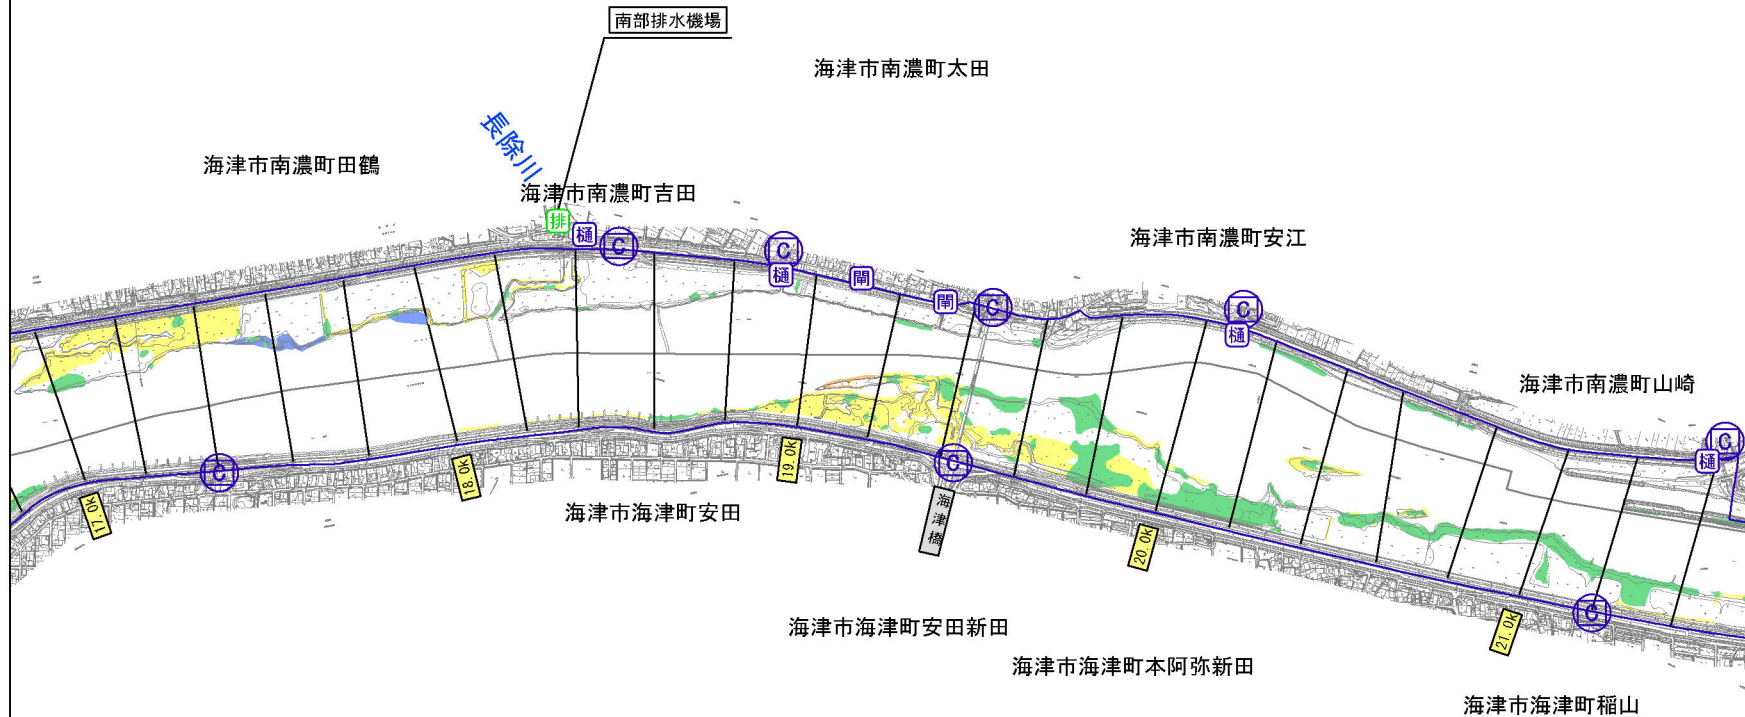 南部排水機場
海津市南濃町太田
長除川
海津市南濃町田鶴
海津市南濃町吉田
排
樋
C
C
樋
閘
海津市南濃町安江
閘
C
C
樋
海津市南濃町山崎
C
樋
C
17.0k
18.0k
19.0k
C
海津市海津町安田
海津橋
20.0k
C
21.0k
海津市海津町安田新田
海津市海津町本阿弥新田
海津市海津町稲山